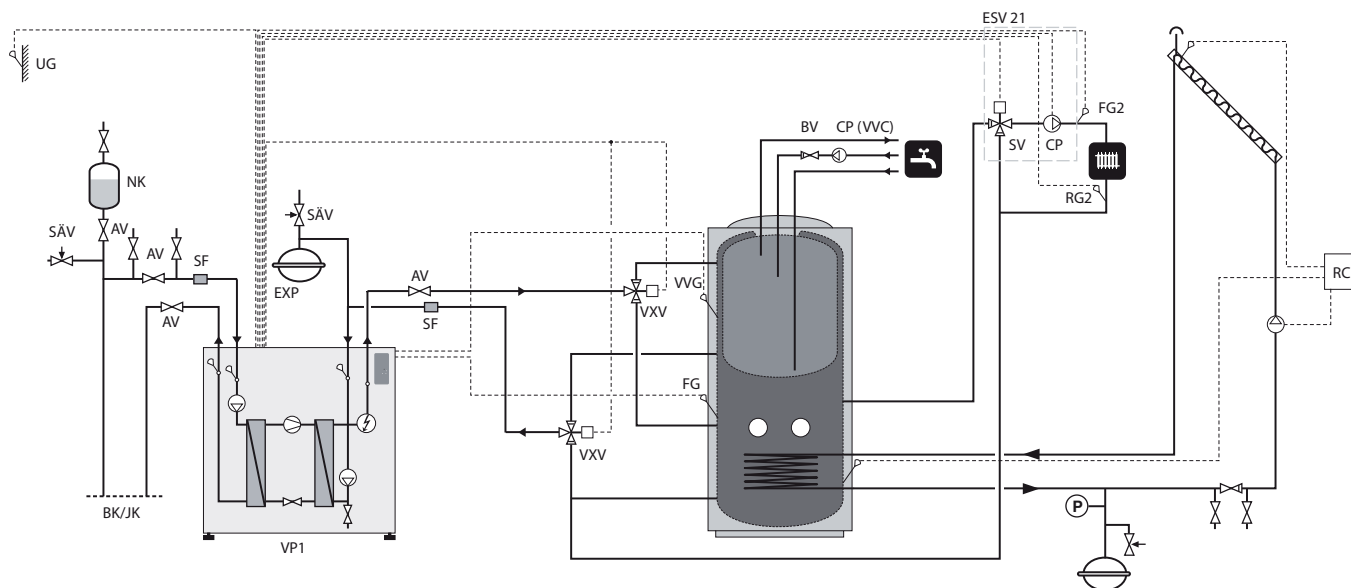 ESV 21
UG
FG2
BV CP (VVC)
SV CP
NK
RG2
SÄV
SÄV
AV
AV
SF
EXP
AV
VVG
RC
AV
SF
VXV
FG
VXV
P
BK/JK
VP1